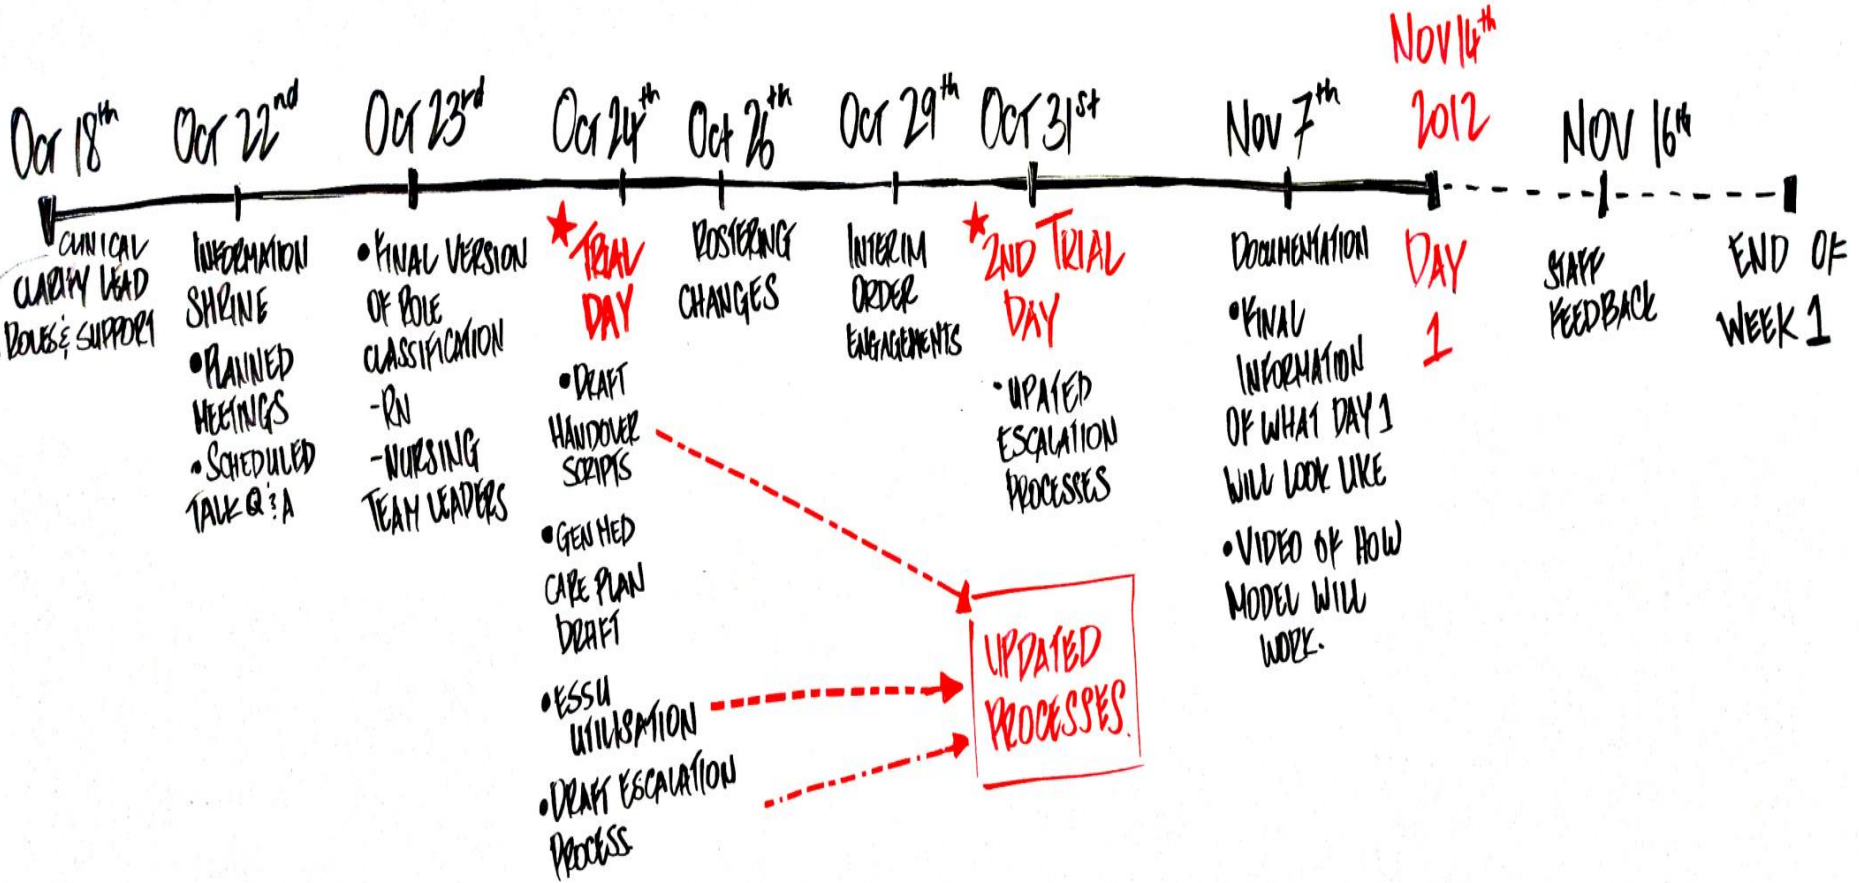 Oct 18th
CLINICAL
CLARIFY LEAD
ROLES & SUPPORT
Oct 22nd
INFORMATION
SHRINE
• PLANNED
MEETINGS
• SCHEDULED
TALK Q & A
Oct 23rd
• FINAL VERSION
OF ROLE
CLASSIFICATION
- RN
- NURSING
TEAM LEADERS
Oct 24th
★ TRIAL
DAY
• DRAFT
HANDOVER
SCRIPTS
• GEN MED
CARE PLAN
DRAFT
• ESSU
UTILISATION
• DRAFT ESCALATION
PROCESS
Oct 26th
ROSTERING
CHANGES
Oct 29th
INTERIM
ORDER
ENGAGEMENTS
Oct 31st
★ 2ND TRIAL
DAY
• UPATED
ESCALATION
PROCESSES
UPDATED
PROCESSES.
Nov 7th
DOCUMENTATION
• FINAL
INFORMATION
OF WHAT DAY 1
WILL LOOK LIKE
• VIDEO OF HOW
MODEL WILL
WORK.
NOV 14th
2012
DAY
1
NOV 16th
STAFF
FEEDBACK
END OF
WEEK 1